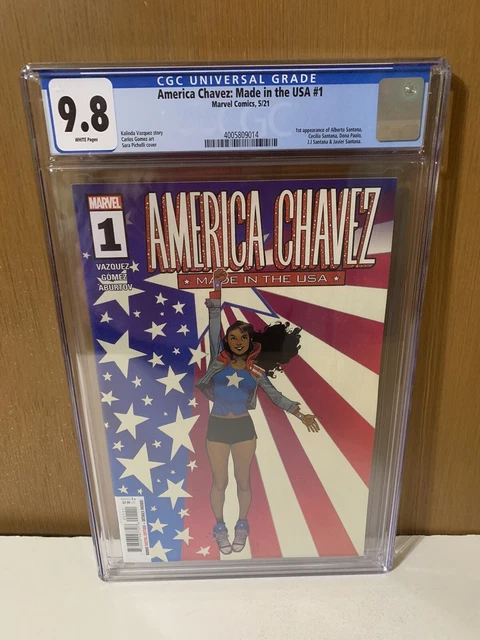 CGC UNIVERSAL GRADE
9.8
WHITE Pages
America Chavez: Made in the USA #1
Marvel Comics, 5/21
Kalinda Vazquez story
Carlos Gomez art
Sara Pichelli cover
4005809014
1st appearance of Alberto Santana,
Cecilia Santana, Dona Paulo,
J.J Santana & Javier Santana.
MARVEL
1
VAZQUEZ
GÓMEZ
ABURTOV
AMERICA CHAVEZ
MADE IN THE USA